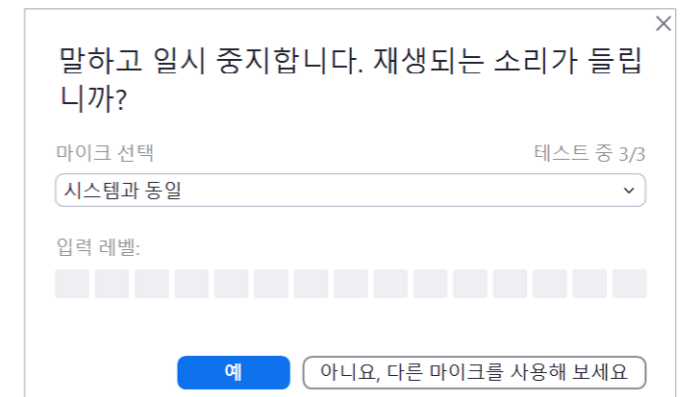 말하고 일시 중지합니다. 재생되는 소리가 들립
니까?
마이크 선택
테스트 중 3/3
시스템과 동일
입력 레벨:
예
아니요, 다른 마이크를 사용해 보세요